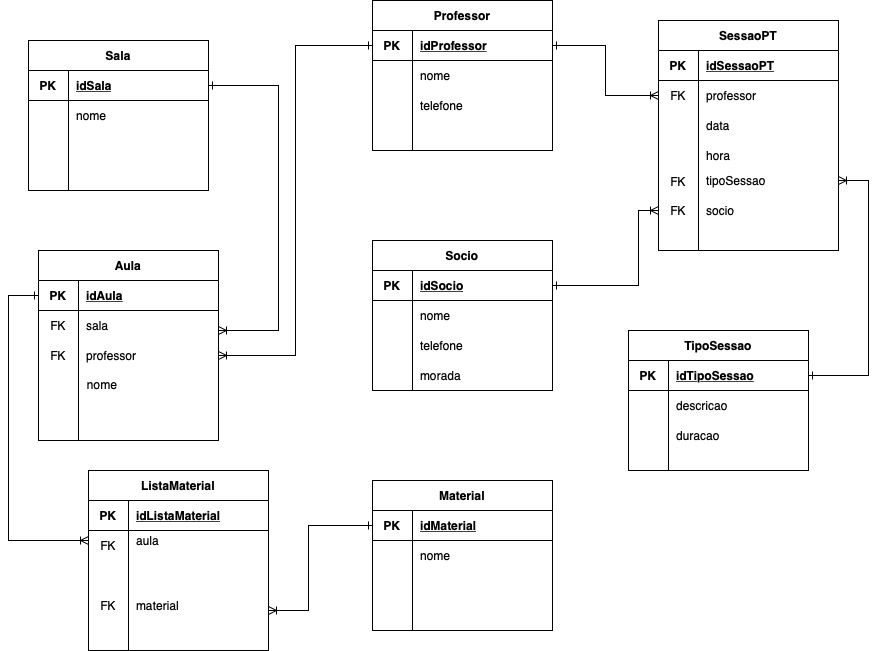 Professor
PK idProfessor
nome
telefone
SessaoPT
PK idSessaoPT
FK professor
data
hora
FK tipoSessao
FK socio
Sala
PK idSala
nome
Aula
PK idAula
FK sala
FK professor
nome
Socio
PK idSocio
nome
telefone
morada
TipoSessao
PK idTipoSessao
descricao
duracao
ListaMaterial
PK idListaMaterial
FK aula
FK material
Material
PK idMaterial
nome